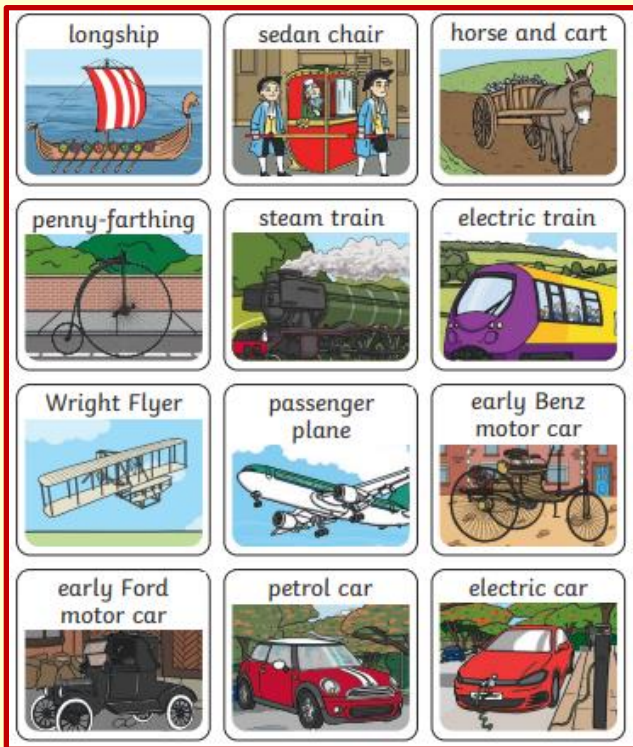 longship
sedan chair
horse and cart
penny-farthing
steam train
electric train
Wright Flyer
passenger
plane
early Benz
motor car
early Ford
motor car
petrol car
electric car